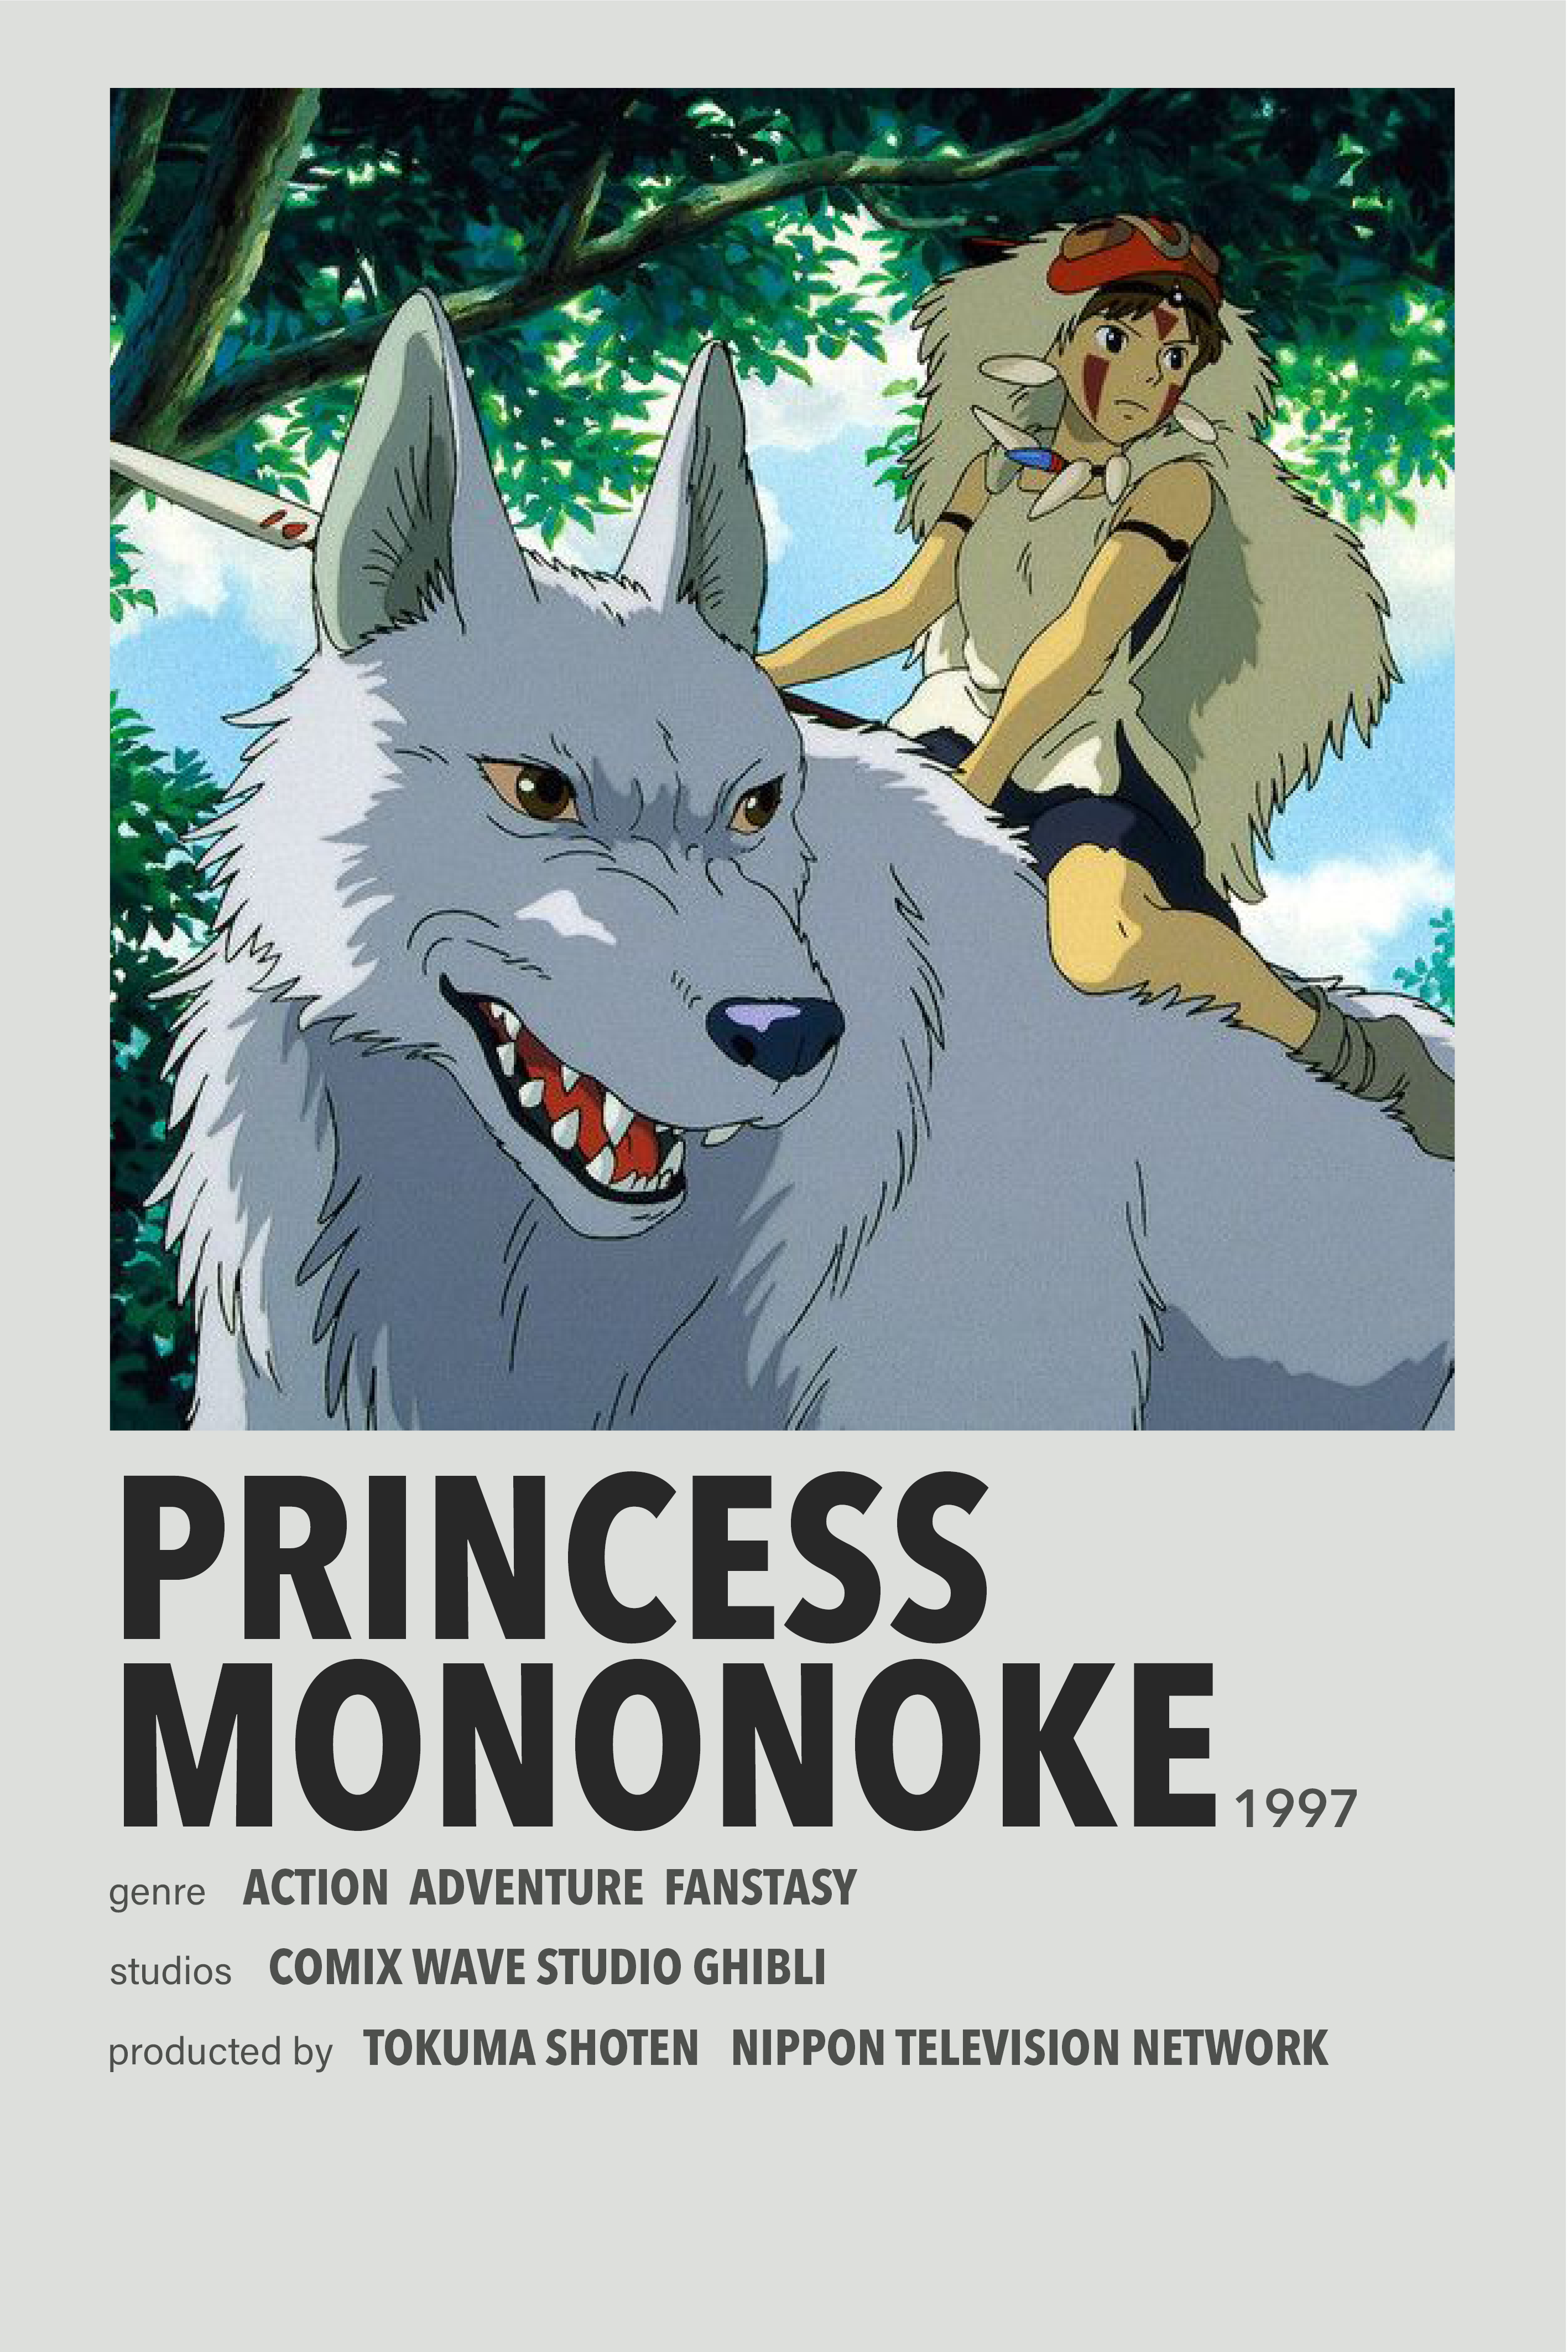 PRINCESS
MONONOKE 1997
genre ACTION ADVENTURE FANSTASY
studios COMIX WAVE STUDIO GHIBLI
producted by TOKUMA SHOTEN NIPPON TELEVISION NETWORK